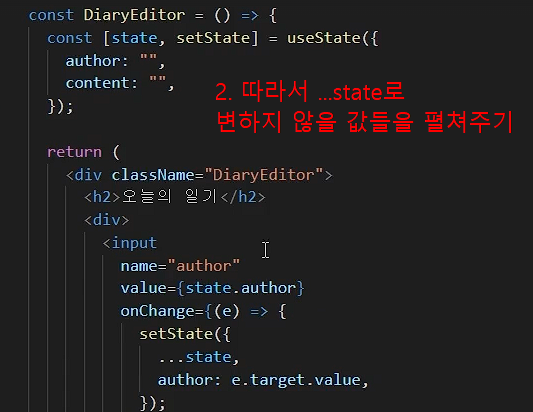 const DiaryEditor = () => {
const [state, setState] = useState({
author: "",
content: "",
});
2. 따라서 ...state로
변하지 않을 값들을 펼쳐주기
return (
<div className="DiaryEditor">
<h2>오늘의 일기</h2>
<div>
<input
name="author"
value={state.author}
onChange={(e) => {
setState({
...state,
author: e.target.value,
});